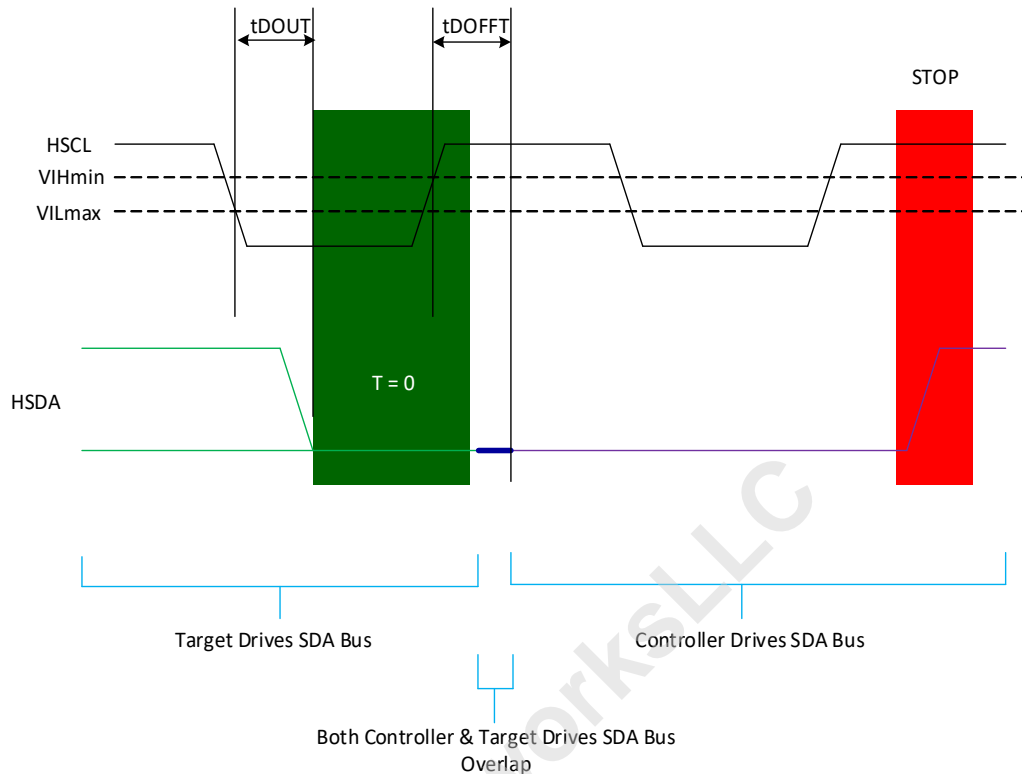 tDOUT
tDOFFT
STOP
HSCL
VIHmin
VILmax
T = 0
HSDA
Target Drives SDA Bus
Controller Drives SDA Bus
Both Controller & Target Drives SDA Bus
Overlap
orksLLC